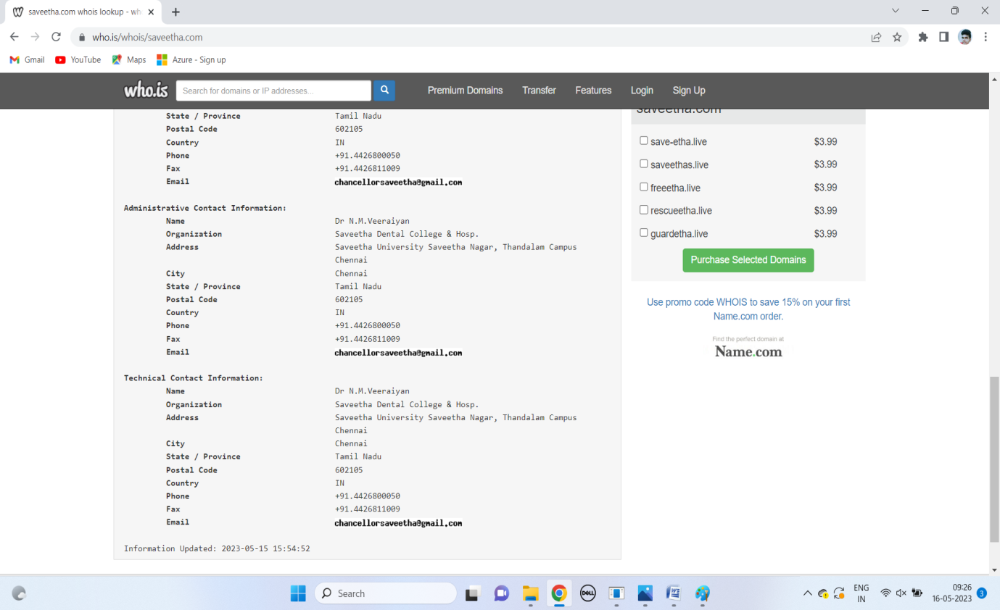 saveetha.com whois lookup - wh
who.is/whois/saveetha.com
Gmail YouTube Maps Azure - Sign up
who.is Search for domains or IP addresses... Premium Domains Transfer Features Login Sign Up
State / Province Tamil Nadu
Postal Code 602105
Country IN
Phone +91.4426800050
Fax +91.4426811009
Email chancellorsaveetha@gmail.com
Administrative Contact Information:
Name Dr N.M.Veeraiyan
Organization Saveetha Dental College & Hosp.
Address Saveetha University Saveetha Nagar, Thandalam Campus
Chennai
City Chennai
State / Province Tamil Nadu
Postal Code 602105
Country IN
Phone +91.4426800050
Fax +91.4426811009
Email chancellorsaveetha@gmail.com
Technical Contact Information:
Name Dr N.M.Veeraiyan
Organization Saveetha Dental College & Hosp.
Address Saveetha University Saveetha Nagar, Thandalam Campus
Chennai
City Chennai
State / Province Tamil Nadu
Postal Code 602105
Country IN
Phone +91.4426800050
Fax +91.4426811009
Email chancellorsaveetha@gmail.com
Information Updated: 2023-05-15 15:54:52
saveetha.com
save-etha.live $3.99
saveethas.live $3.99
freeetha.live $3.99
rescueetha.live $3.99
guardetha.live $3.99
Purchase Selected Domains
Use promo code WHOIS to save 15% on your first
Name.com order.
Find the perfect domain at
Name.com
Search
DELL
ENG
IN
09:26
16-05-2023
3